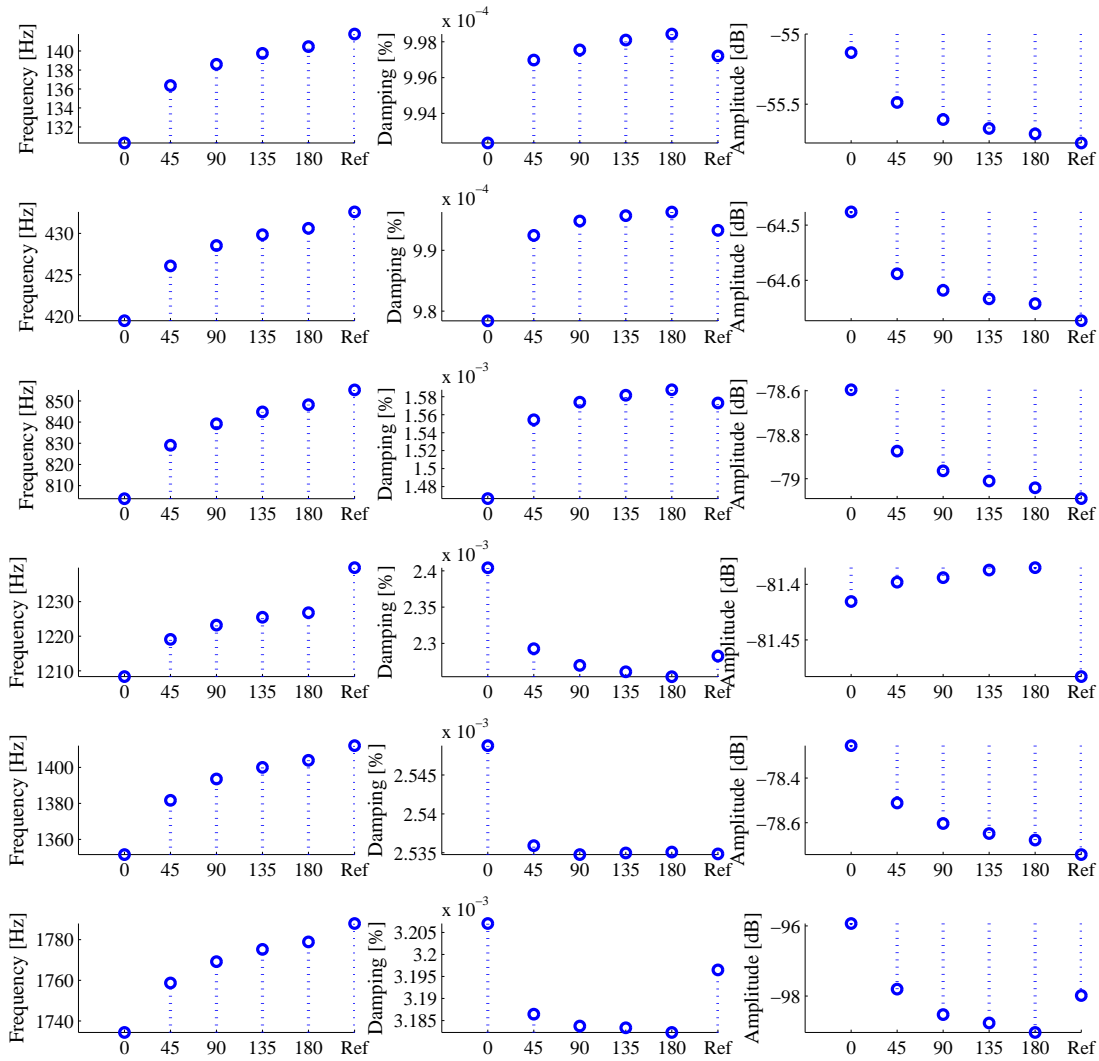 Frequency [Hz]
140
138
136
134
132
0 45 90 135 180 Ref
x 10^-4
Damping [%]
9.98
9.96
9.94
0 45 90 135 180 Ref
Amplitude [dB]
−55
−55.5
0 45 90 135 180 Ref
Frequency [Hz]
430
425
420
0 45 90 135 180 Ref
x 10^-4
Damping [%]
9.9
9.8
0 45 90 135 180 Ref
Amplitude [dB]
−64.5
−64.6
0 45 90 135 180 Ref
Frequency [Hz]
850
840
830
820
810
0 45 90 135 180 Ref
x 10^-3
Damping [%]
1.58
1.56
1.54
1.52
1.5
1.48
0 45 90 135 180 Ref
Amplitude [dB]
−78.6
−78.8
−79
0 45 90 135 180 Ref
Frequency [Hz]
1230
1220
1210
0 45 90 135 180 Ref
x 10^-3
Damping [%]
2.4
2.35
2.3
0 45 90 135 180 Ref
Amplitude [dB]
−81.4
−81.45
0 45 90 135 180 Ref
Frequency [Hz]
1400
1380
1360
0 45 90 135 180 Ref
x 10^-3
Damping [%]
2.545
2.54
2.535
0 45 90 135 180 Ref
Amplitude [dB]
−78.4
−78.6
0 45 90 135 180 Ref
Frequency [Hz]
1780
1760
1740
0 45 90 135 180 Ref
x 10^-3
Damping [%]
3.205
3.2
3.195
3.19
3.185
0 45 90 135 180 Ref
Amplitude [dB]
−96
−98
0 45 90 135 180 Ref